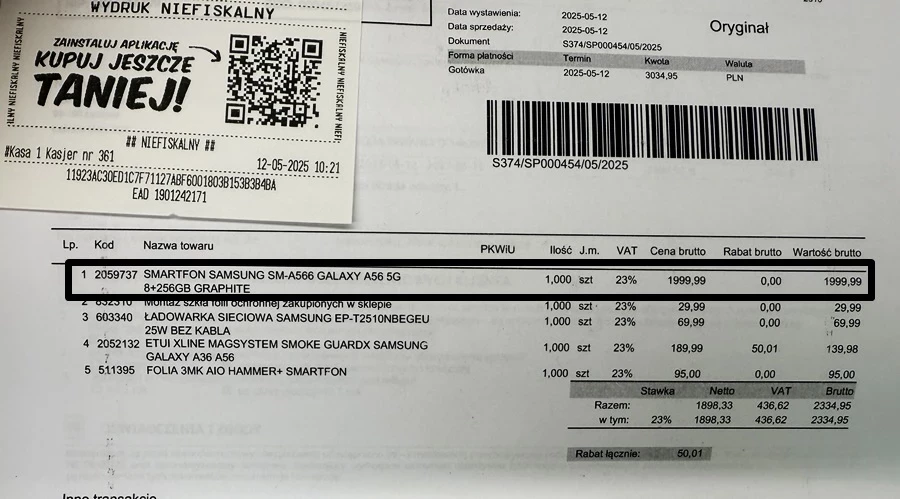 WYDRUK NIEFISKALNY
ZAINSTALUJ APLIKACJĘ
KUPUJ JESZCZE
TANIEJ!
NIEFISKALNY NIEFISKALNY
## NIEFISKALNY ##
#Kasa 1 Kasjer nr 361 12-05-2025 10:21
11923AC30ED1C7F71127ABF6001803B153B3B4BA
EAD 1901242171
Data wystawienia: 2025-05-12
Data sprzedaży: 2025-05-12
Dokument S374/SP000454/05/2025
Forma płatności Termin Kwota Waluta
Gotówka 2025-05-12 3034,95 PLN
Oryginał
S374/SP000454/05/2025
Lp. Kod Nazwa towaru PKWiU Ilość J.m. VAT Cena brutto Rabat brutto Wartość brutto
1 2059737 SMARTFON SAMSUNG SM-A566 GALAXY A56 5G 1,000 szt 23% 1999,99 0,00 1999,99
8+256GB GRAPHITE
2 832310 Montaż szkła folii ochronnej zakupionych w sklepie 1,000 szt 23% 29,99 0,00 29,99
3 603340 ŁADOWARKA SIECIOWA SAMSUNG EP-T2510NBEGEU 1,000 szt 23% 69,99 0,00 69,99
25W BEZ KABLA
4 2052132 ETUI XLINE MAGSYSTEM SMOKE GUARDX SAMSUNG 1,000 szt 23% 189,99 50,01 139,98
GALAXY A36 A56
5 511395 FOLIA 3MK AIO HAMMER+ SMARTFON 1,000 szt 23% 95,00 0,00 95,00
Stawka Netto VAT Brutto
Razem: 1898,33 436,62 2334,95
w tym: 23% 1898,33 436,62 2334,95
Rabat łącznie: 50,01